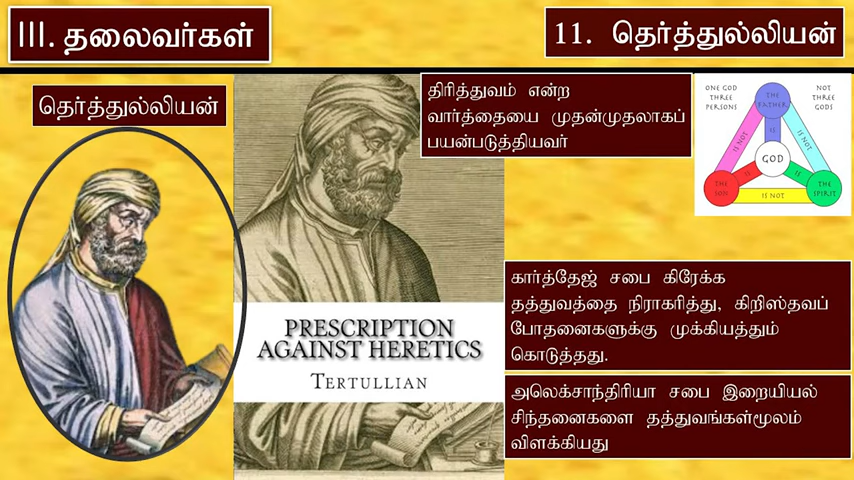 III. தலைவர்கள்
11. தெர்த்துல்லியன்
தெர்த்துல்லியன்
PRESCRIPTION
AGAINST HERETICS
TERTULLIAN
திரித்துவம் என்ற
வார்த்தையை முதன்முதலாகப்
பயன்படுத்தியவர்
ONE GOD
THREE
PERSONS
NOT
THREE
GODS
THE
FATHER
IS NOT
IS
IS NOT
GOD
IS
IS
THE
SON
IS NOT
THE
SPIRIT
கார்த்தேஜ் சபை கிரேக்க
தத்துவத்தை நிராகரித்து, கிறிஸ்தவப்
போதனைகளுக்கு முக்கியத்தும்
கொடுத்தது.
அலெக்சாந்திரியா சபை இறையியல்
சிந்தனைகளை தத்துவங்கள்மூலம்
விளக்கியது